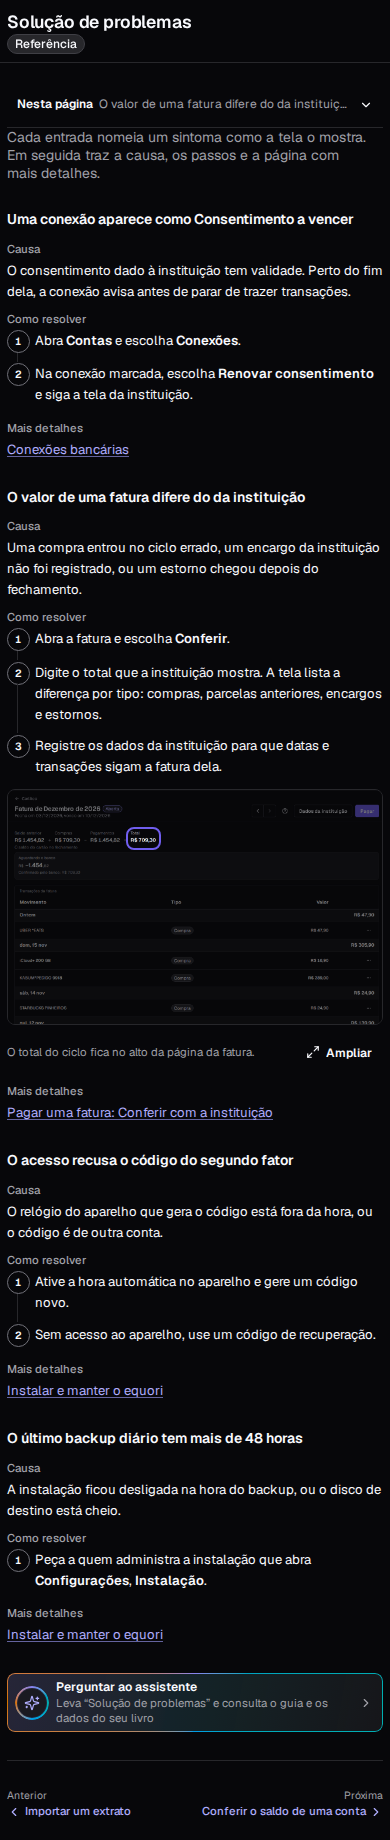 Solução de problemas
Referência
Nesta página O valor de uma fatura difere do da instituiç...
Cada entrada nomeia um sintoma como a tela o mostra.
Em seguida traz a causa, os passos e a página com
mais detalhes.
Uma conexão aparece como Consentimento a vencer
Causa
O consentimento dado à instituição tem validade. Perto do fim
dela, a conexão avisa antes de parar de trazer transações.
Como resolver
1 Abra Contas e escolha Conexões.
2 Na conexão marcada, escolha Renovar consentimento
e siga a tela da instituição.
Mais detalhes
Conexões bancárias
O valor de uma fatura difere do da instituição
Causa
Uma compra entrou no ciclo errado, um encargo da instituição
não foi registrado, ou um estorno chegou depois do
fechamento.
Como resolver
1 Abra a fatura e escolha Conferir.
2 Digite o total que a instituição mostra. A tela lista a
diferença por tipo: compras, parcelas anteriores, encargos
e estornos.
3 Registre os dados da instituição para que datas e
transações sigam a fatura dela.
Fatura de Dezembro de 2026
Dados da instituição Pagar
R$ 1.454,82 R$ 709,30 R$ 1.454,82 R$ 709,30
Movimento Tipo Valor
Ontem R$ 47,90
Compra R$ 47,90
dom, 15 nov
Compra
Compra
sáb, 14 nov R$ 24,90
Compra R$ 24,90
O total do ciclo fica no alto da página da fatura.
Ampliar
Mais detalhes
Pagar uma fatura: Conferir com a instituição
O acesso recusa o código do segundo fator
Causa
O relógio do aparelho que gera o código está fora da hora, ou
o código é de outra conta.
Como resolver
1 Ative a hora automática no aparelho e gere um código
novo.
2 Sem acesso ao aparelho, use um código de recuperação.
Mais detalhes
Instalar e manter o equori
O último backup diário tem mais de 48 horas
Causa
A instalação ficou desligada na hora do backup, ou o disco de
destino está cheio.
Como resolver
1 Peça a quem administra a instalação que abra
Configurações, Instalação.
Mais detalhes
Instalar e manter o equori
Perguntar ao assistente
Leva “Solução de problemas” e consulta o guia e os
dados do seu livro
Anterior Próxima
Importar um extrato Conferir o saldo de uma conta